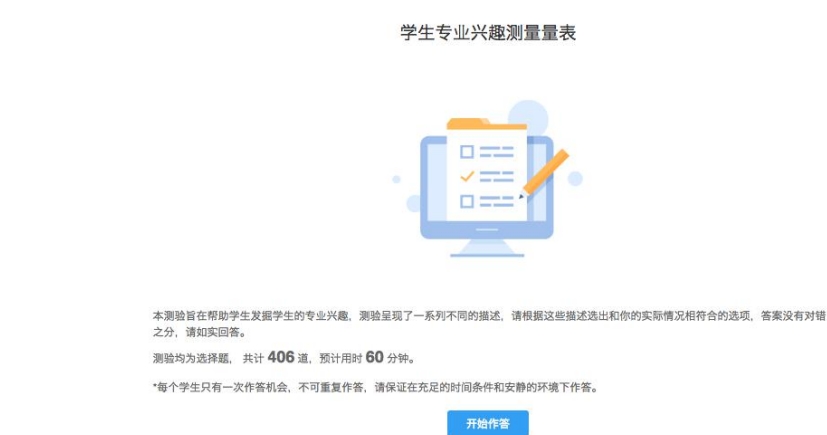 学生专业兴趣测量量表
本测验旨在帮助学生发掘学生的专业兴趣，测验呈现了一系列不同的描述，请根据这些描述选出和你的实际情况相符合的选项，答案没有对错
之分，请如实回答。
测验均为选择题， 共计 406 道，预计用时 60 分钟。
*每个学生只有一次作答机会，不可重复作答，请保证在充足的时间条件和安静的环境下作答。
开始作答